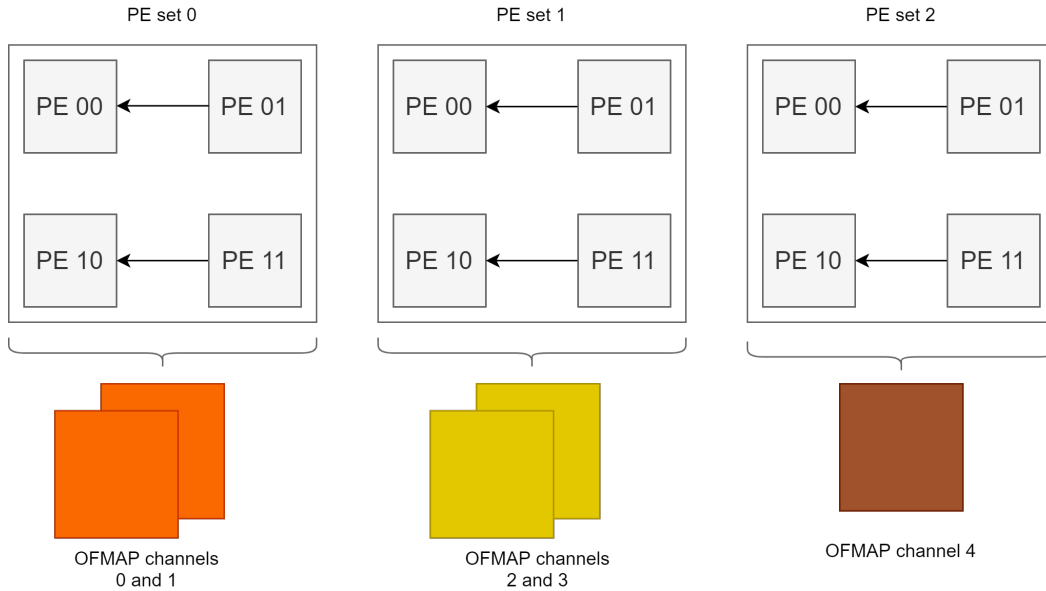 PE set 0
PE set 1
PE set 2
PE 00
PE 01
PE 00
PE 01
PE 00
PE 01
PE 10
PE 11
PE 10
PE 11
PE 10
PE 11
OFMAP channels
0 and 1
OFMAP channels
2 and 3
OFMAP channel 4